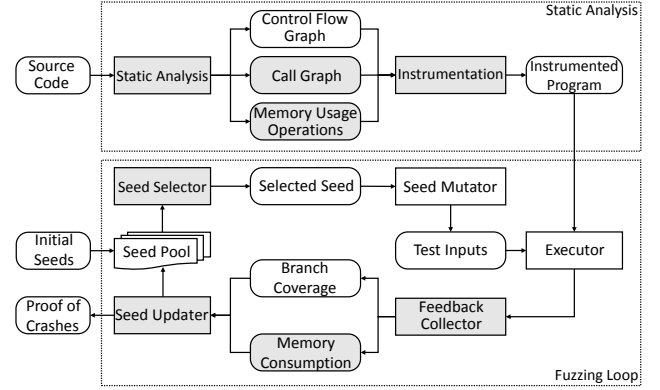 Static Analysis
Control Flow
Graph
Source
Code
Static Analysis
Call Graph
Instrumentation
Instrumented
Program
Memory Usage
Operations
Seed Selector
Selected Seed
Seed Mutator
Initial
Seeds
Seed Pool
Test Inputs
Executor
Branch
Coverage
Proof of
Crashes
Seed Updater
Feedback
Collector
Memory
Consumption
Fuzzing Loop